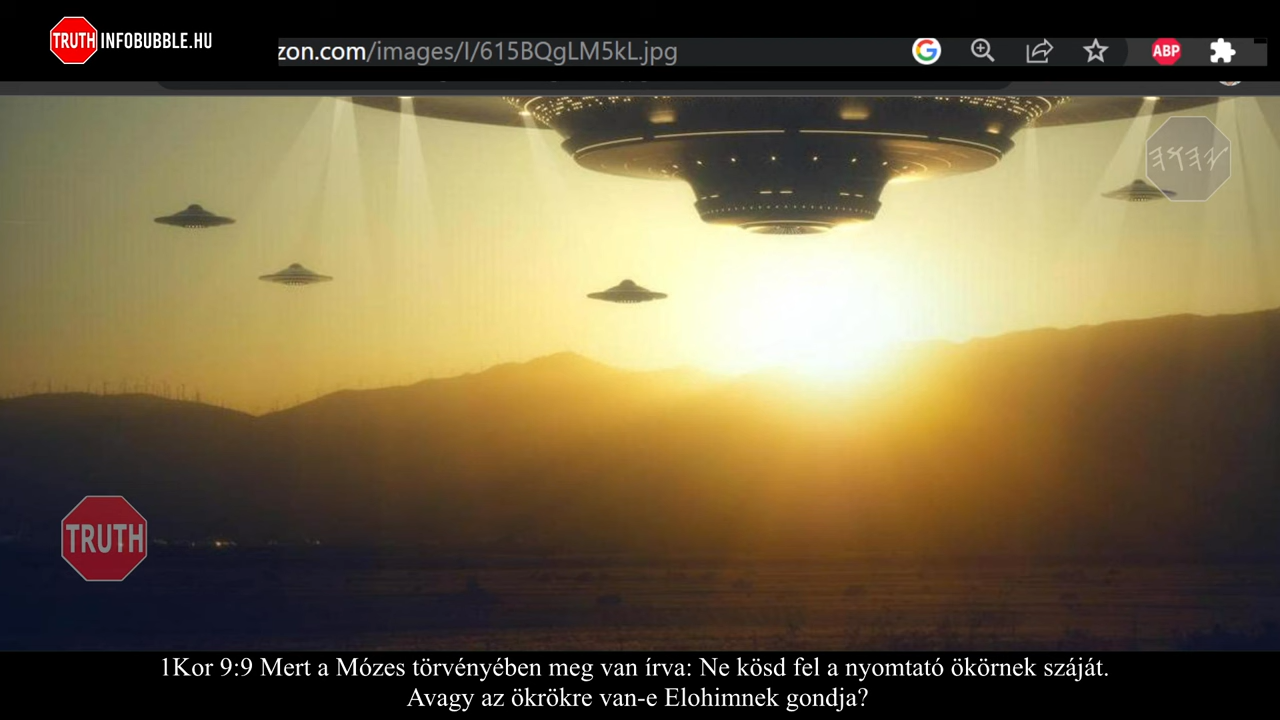 TRUTH INFOBUBBLE.HU
zon.com/images/I/615BQgLM5kL.jpg
ABP
𐤉𐤄𐤅𐤄
TRUTH
1Kor 9:9 Mert a Mózes törvényében meg van írva: Ne kösd fel a nyomtató ökörnek száját.
Avagy az ökrökre van-e Elohimnek gondja?